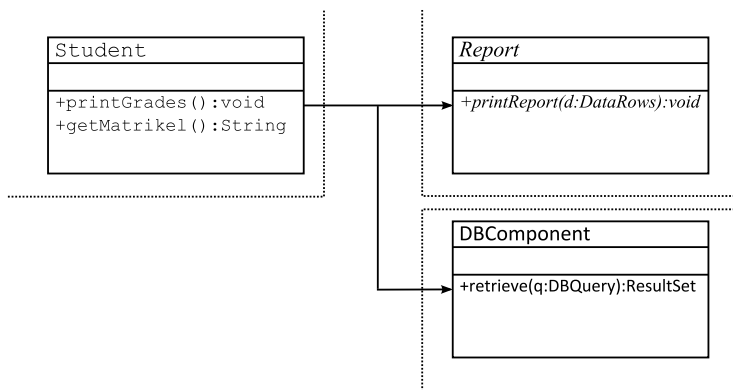 Student
+printGrades():void
+getMatrikel():String
Report
+printReport(d:DataRows):void
DBComponent
+retrieve(q:DBQuery):ResultSet